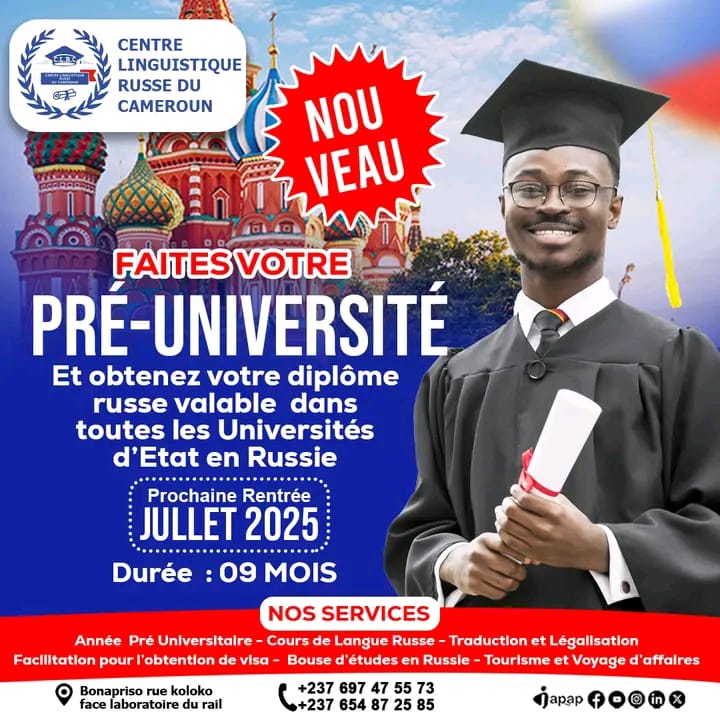 CENTRE
LINGUISTIQUE
RUSSE DU
CAMEROUN
NOU
VEAU
FAITES VOTRE
PRÉ-UNIVERSITÉ
Et obtenez votre diplôme
russe valable dans
toutes les Universités
d'Etat en Russie
Prochaine Rentrée
JULLET 2025
Durée : 09 MOIS
NOS SERVICES
Année Pré Universitaire - Cours de Langue Russe - Traduction et Légalisation
Facilitation pour l'obtention de visa - Bouse d'études en Russie - Tourisme et Voyage d'affaires
Bonapriso rue koloko
face laboratoire du rail
+237 697 47 55 73
+237 654 87 25 85
japap